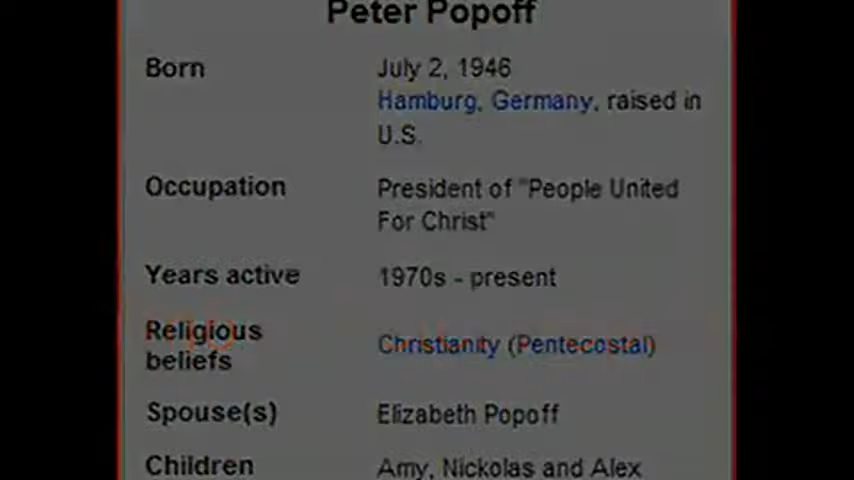 Peter Popoff
Born July 2, 1946
Hamburg, Germany, raised in
U.S.
Occupation President of "People United
For Christ"
Years active 1970s - present
Religious
beliefs Christianity (Pentecostal)
Spouse(s) Elizabeth Popoff
Children Amy, Nickolas and Alex